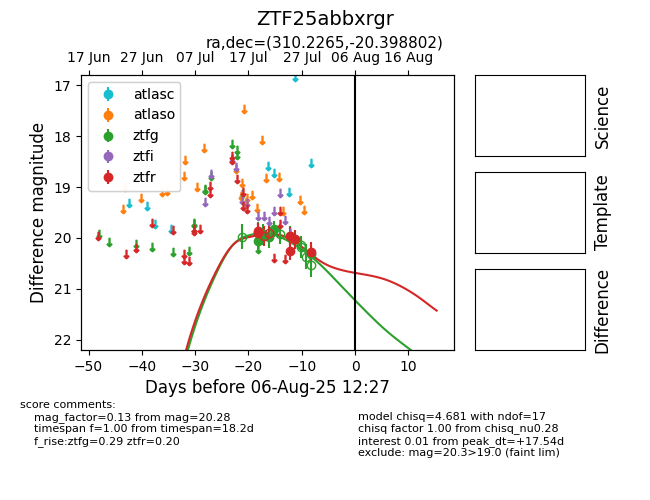 ZTF25abbxrgr
ra,dec=(310.2265,-20.398802)
17 Jun 27 Jun 07 Jul 17 Jul 27 Jul 06 Aug 16 Aug
17
18
19
20
21
22
Difference magnitude
atlasc
atlaso
ztfg
ztfi
ztfr
−50 −40 −30 −20 −10 0 10
Days before 06-Aug-25 12:27
Science
Template
Difference
score comments:
mag_factor=0.13 from mag=20.28
timespan f=1.00 from timespan=18.2d
f_rise:ztfg=0.29 ztfr=0.20
model chisq=4.681 with ndof=17
chisq factor 1.00 from chisq_nu0.28
interest 0.01 from peak_dt=+17.54d
exclude: mag=20.3>19.0 (faint lim)